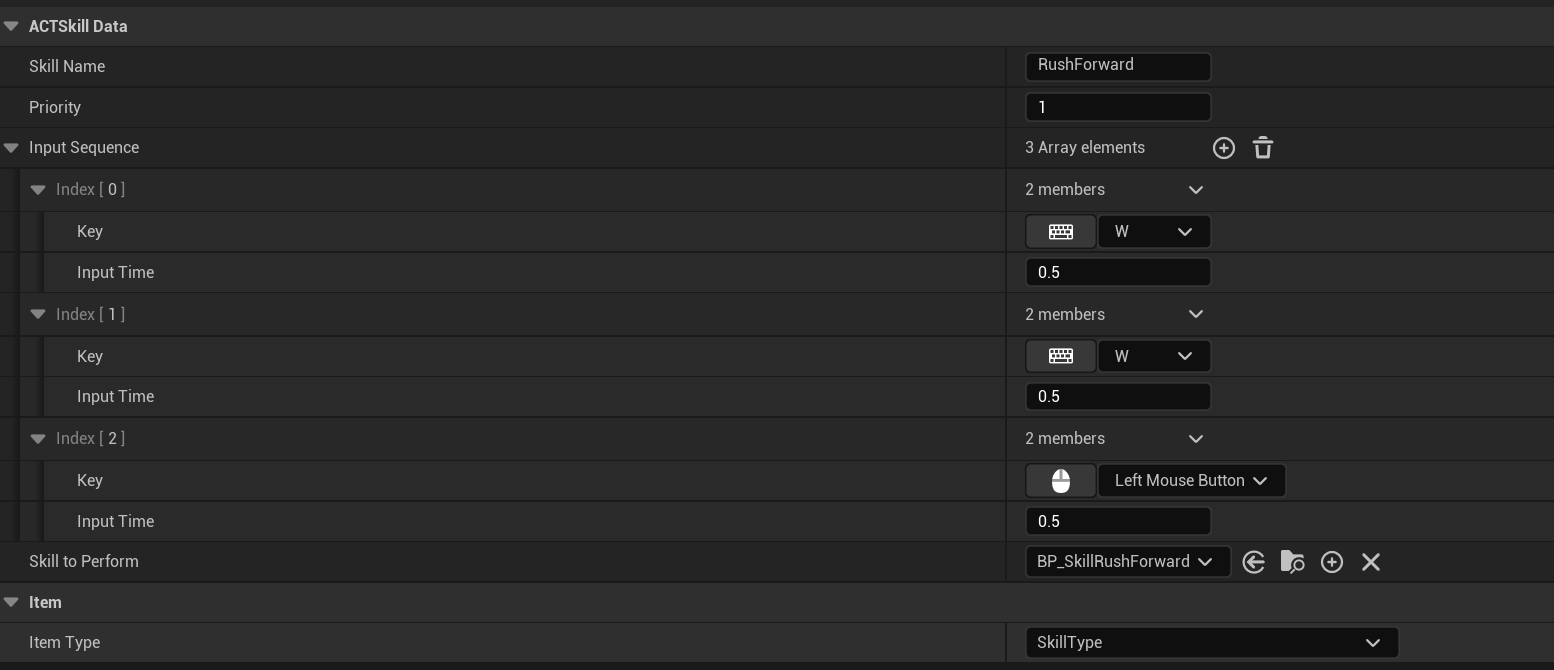 ACTSkill Data
Skill Name RushForward
Priority 1
Input Sequence 3 Array elements
Index [ 0 ] 2 members
Key W
Input Time 0.5
Index [ 1 ] 2 members
Key W
Input Time 0.5
Index [ 2 ] 2 members
Key Left Mouse Button
Input Time 0.5
Skill to Perform BP_SkillRushForward
Item
Item Type SkillType